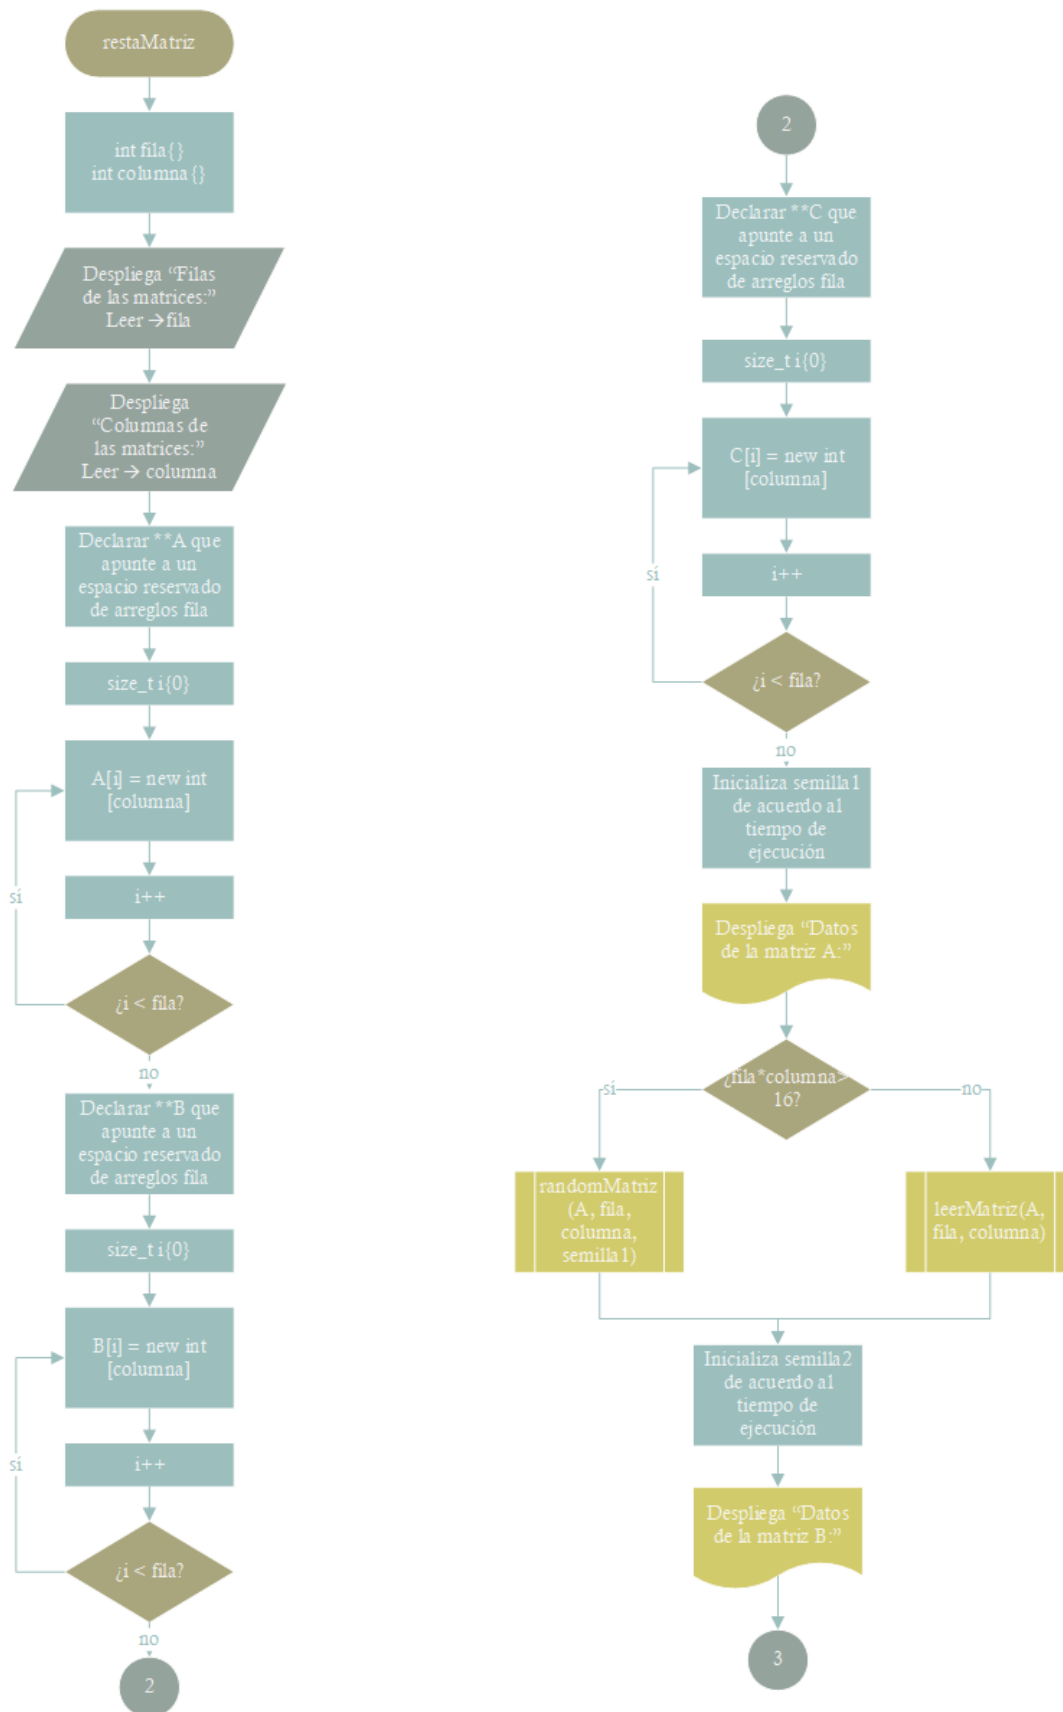 restaMatriz
int fila{}
int columna{}
Despliega “Filas
de las matrices:”
Leer →fila
Despliega
“Columnas de
las matrices:”
Leer → columna
Declarar **A que
apunte a un
espacio reservado
de arreglos fila
size_t i{0}
A[i] = new int
[columna]
i++
sí
¿i < fila?
no
Declarar **B que
apunte a un
espacio reservado
de arreglos fila
size_t i{0}
B[i] = new int
[columna]
i++
sí
¿i < fila?
no
2
2
Declarar **C que
apunte a un
espacio reservado
de arreglos fila
size_t i{0}
C[i] = new int
[columna]
i++
sí
¿i < fila?
no
Inicializa semilla1
de acuerdo al
tiempo de
ejecución
Despliega “Datos
de la matriz A:”
¿fila*columna>
16?
sí
no
randomMatriz
(A, fila,
columna,
semilla1)
leerMatriz(A,
fila, columna)
Inicializa semilla2
de acuerdo al
tiempo de
ejecución
Despliega “Datos
de la matriz B:”
3